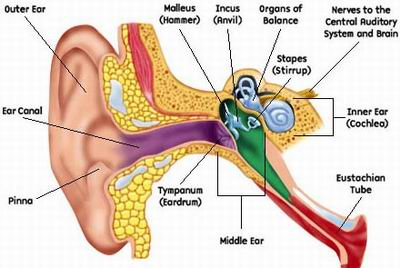 Outer Ear
Malleus
(Hammer)
Incus
(Anvil)
Organs of
Balance
Nerves to the
Central Auditory
System and Brain
Stapes
(Stirrup)
Ear Canal
Inner Ear
(Cochlea)
Pinna
Tympanum
(Eardrum)
Eustachian
Tube
Middle Ear